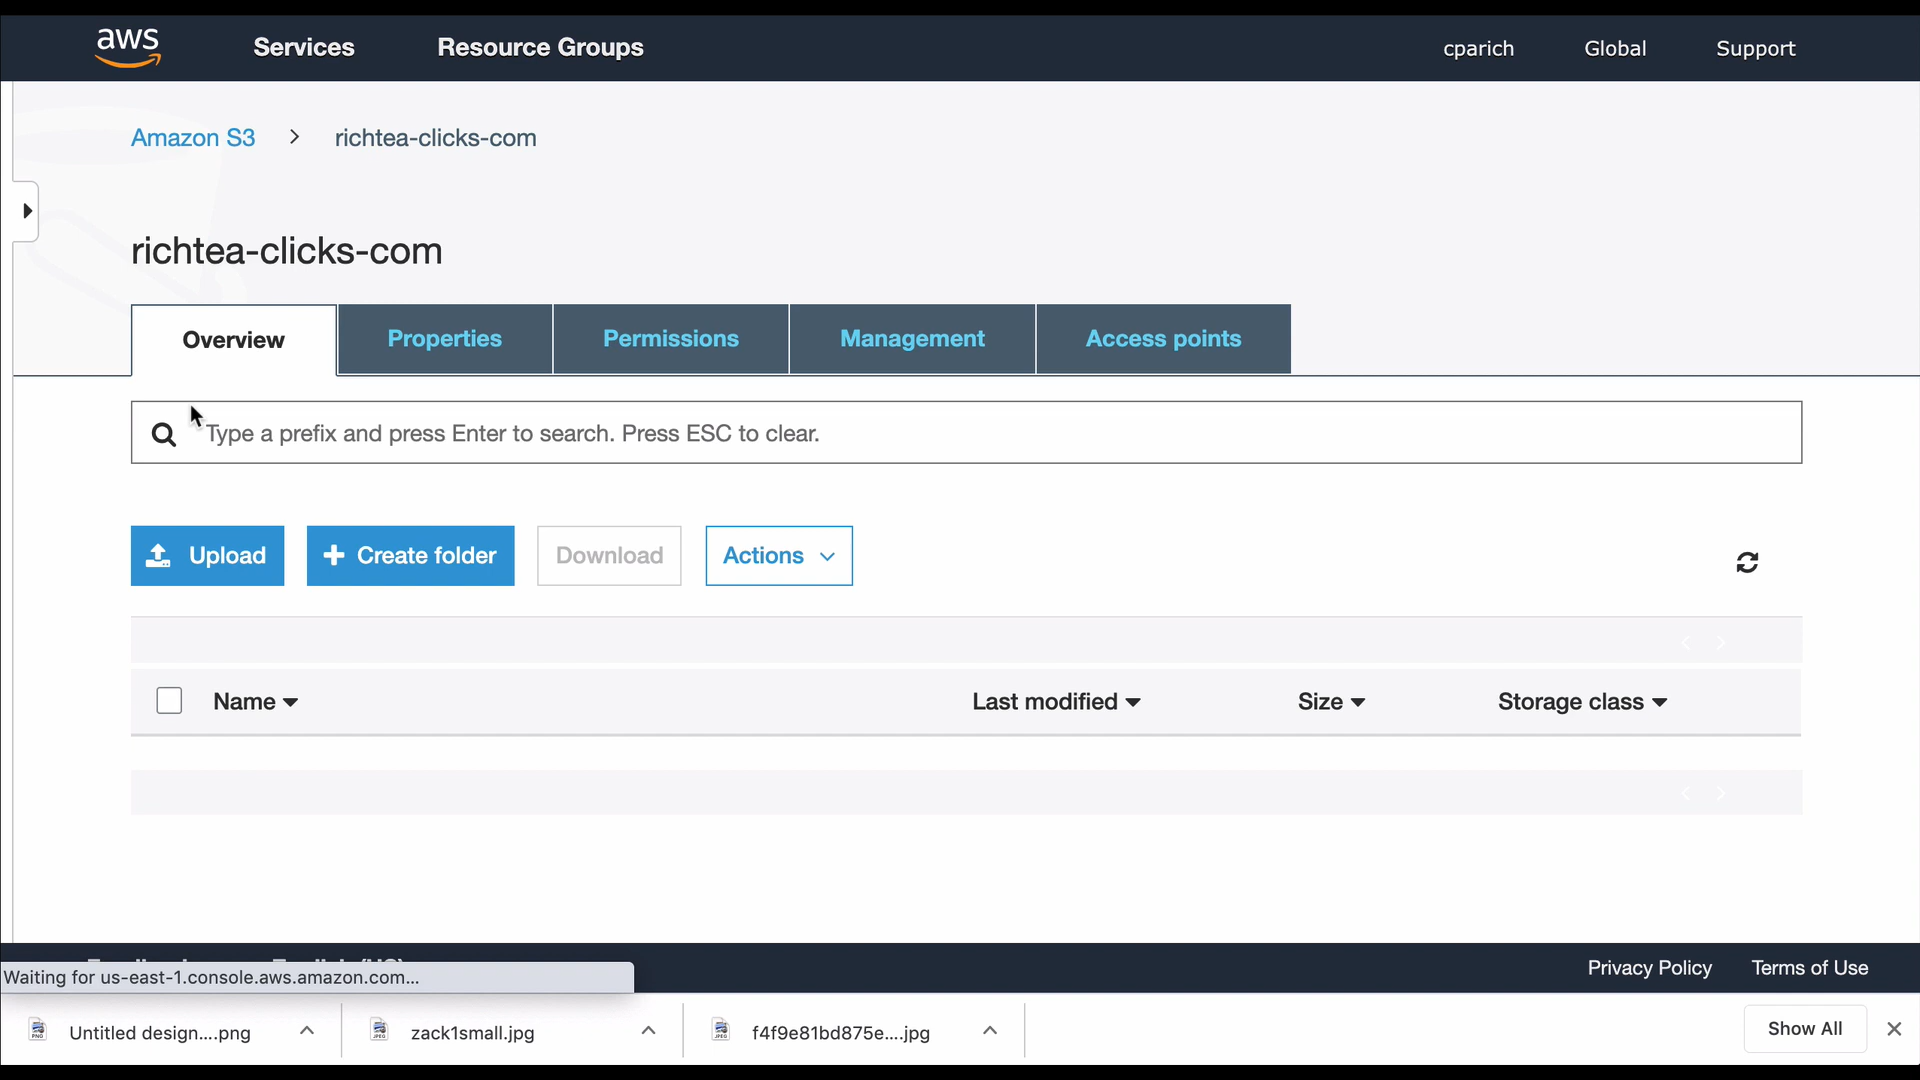 aws Services Resource Groups cparich Global Support
Amazon S3 > richtea-clicks-com
richtea-clicks-com
Overview Properties Permissions Management Access points
Type a prefix and press Enter to search. Press ESC to clear.
Upload Create folder Download Actions
Name Last modified Size Storage class
Privacy Policy Terms of Use
Waiting for us-east-1.console.aws.amazon.com...
Untitled design....png zack1small.jpg f4f9e81bd875e....jpg Show All